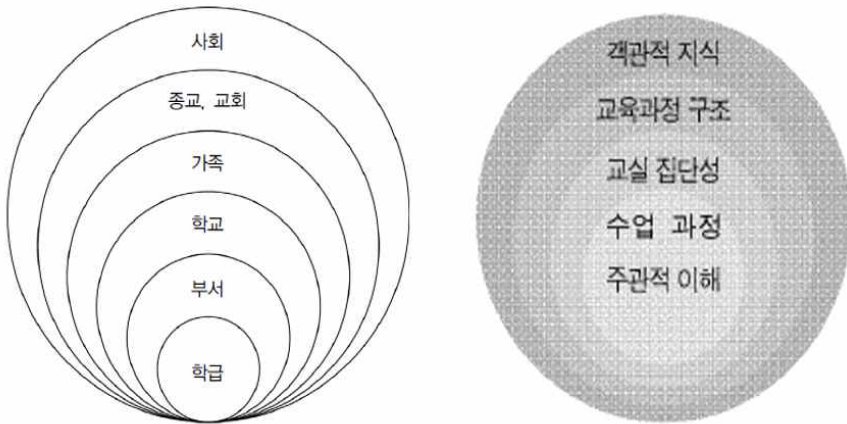 사회
종교, 교회
가족
학교
부서
학급
객관적 지식
교육과정 구조
교실 집단성
수업 과정
주관적 이해